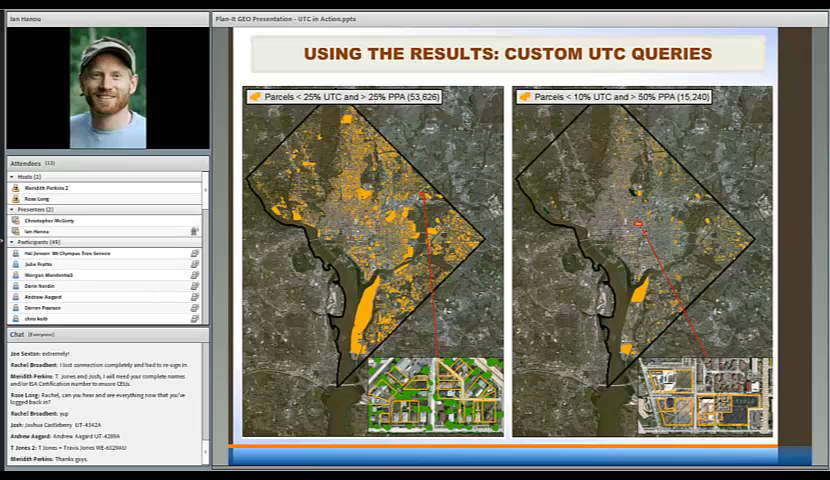 Ian Hanou
Plan-It GEO Presentation - UTC in Action.ppts
USING THE RESULTS: CUSTOM UTC QUERIES
Parcels < 25% UTC and > 25% PPA (53,626)
Parcels < 10% UTC and > 50% PPA (15,240)
Attendees (53)
Hosts (2)
Meridith Perkins 2
Rose Long
Presenters (2)
Christopher McGinty
Ian Hanou
Participants (49)
Hal Jensen: Mt Olympus Tree Service
Julie Fratto
Morgan Mendenhall
Darin Nordin
Andrew Aagard
Darren Pearson
chris kolb
Chat (Everyone)
Joe Sexton: extremely!
Rachel Broadbent: I lost connection completely and had to re-sign in
Meridith Perkins: T. Jones and Josh, I will need your complete names
and/or ISA Certification number to ensure CEUs.
Rose Long: Rachel, can you hear and see everything now that you've
logged back in?
Rachel Broadbent: yup
Josh: Joshua Castleberry UT-4342A
Andrew Aagard: Andrew Aagard UT-4289A
T Jones 2: T Jones = Travis Jones
Meridith Perkins: Thanks guys.